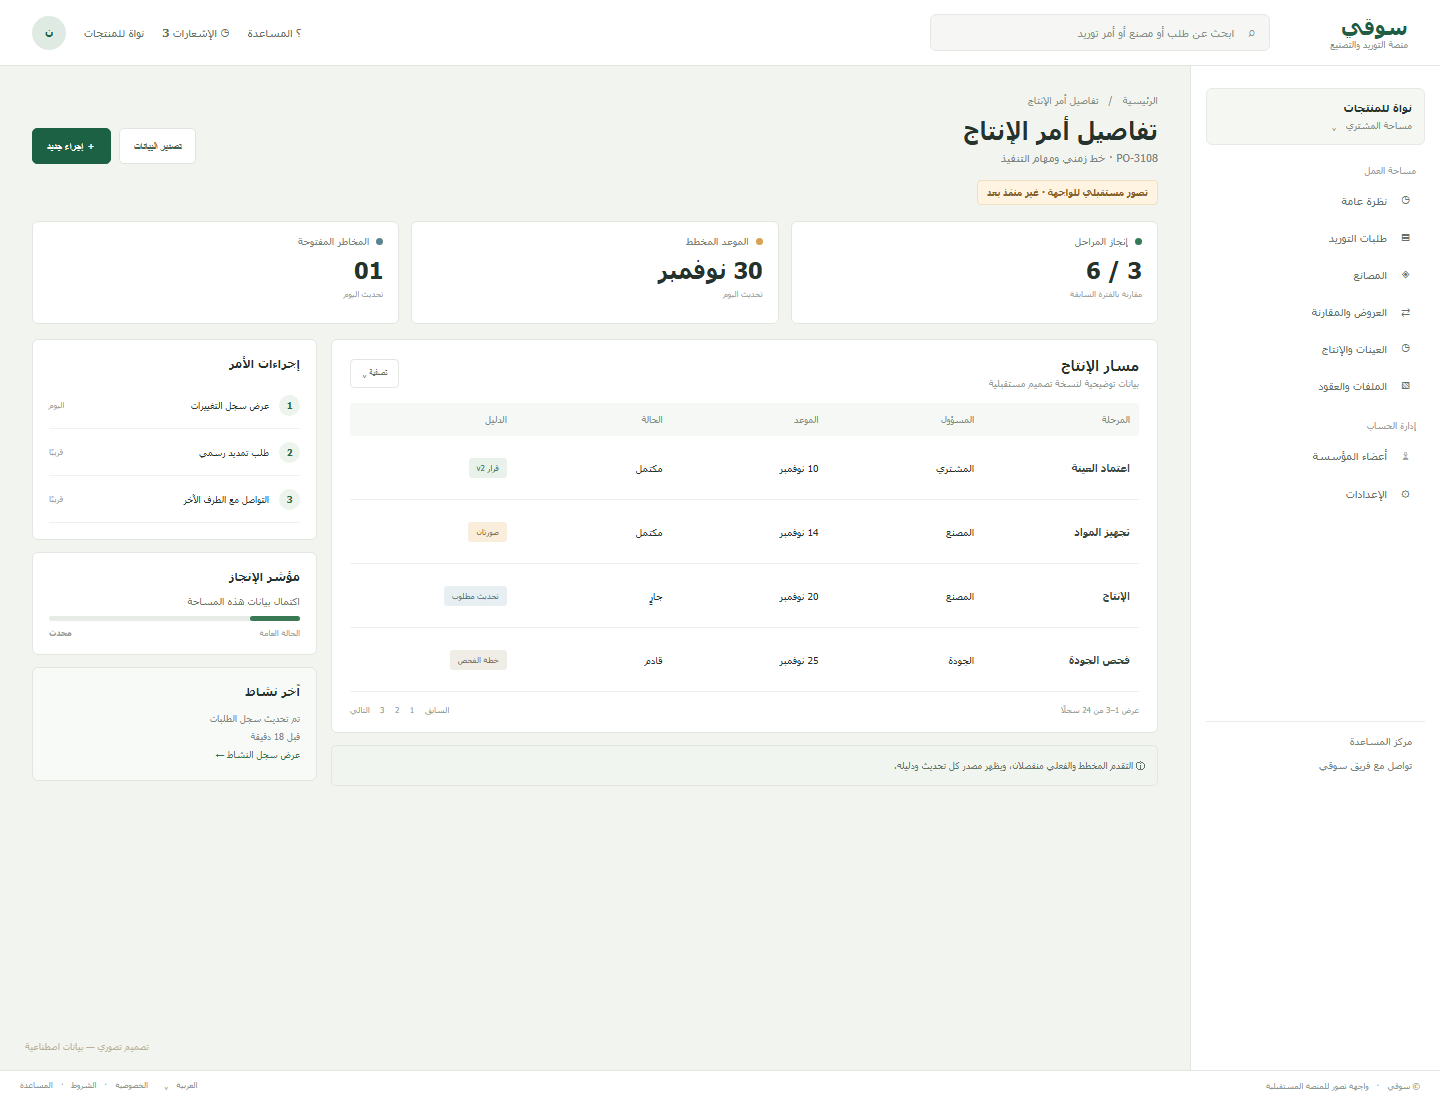 سوقي
منصة التوريد والتصنيع
ابحث عن طلب أو مصنع أو أمر توريد
؟ المساعدة
الإشعارات 3
نواة للمنتجات
ن
نواة للمنتجات
مساحة المشتري
مساحة العمل
نظرة عامة
طلبات التوريد
المصانع
العروض والمقارنة
العينات والإنتاج
الملفات والعقود
إدارة الحساب
أعضاء المؤسسة
الإعدادات
مركز المساعدة
تواصل مع فريق سوقي
الرئيسية / تفاصيل أمر الإنتاج
تفاصيل أمر الإنتاج
PO-3108 · خط زمني ومهام التنفيذ
تصور مستقبلي للواجهة · غير منفذ بعد
تصدير البيانات
+ إجراء جديد
إنجاز المراحل
3 / 6
مقارنة بالفترة السابقة
الموعد المخطط
30 نوفمبر
تحديث اليوم
المخاطر المفتوحة
01
تحديث اليوم
مسار الإنتاج
بيانات توضيحية لنسخة تصميم مستقبلية
تصفية
المرحلة المسؤول الموعد الحالة الدليل
اعتماد العينة المشتري 10 نوفمبر مكتمل قرار v2
تجهيز المواد المصنع 14 نوفمبر مكتمل صورتان
الإنتاج المصنع 20 نوفمبر جارٍ تحديث مطلوب
فحص الجودة الجودة 25 نوفمبر قادم خطة الفحص
عرض 1–3 من 24 سجلًا
السابق 1 2 3 التالي
التقدم المخطط والفعلي منفصلان، ويظهر مصدر كل تحديث ودليله.
إجراءات الأمر
1 عرض سجل التغييرات اليوم
2 طلب تمديد رسمي قريبًا
3 التواصل مع الطرف الآخر قريبًا
مؤشر الإنجاز
اكتمال بيانات هذه المساحة
الحالة العامة محدث
آخر نشاط
تم تحديث سجل الطلبات
قبل 18 دقيقة
عرض سجل النشاط ←
تصميم تصوري — بيانات اصطناعية
© سوقي · واجهة تصور للمنصة المستقبلية
العربية الخصوصية · الشروط · المساعدة